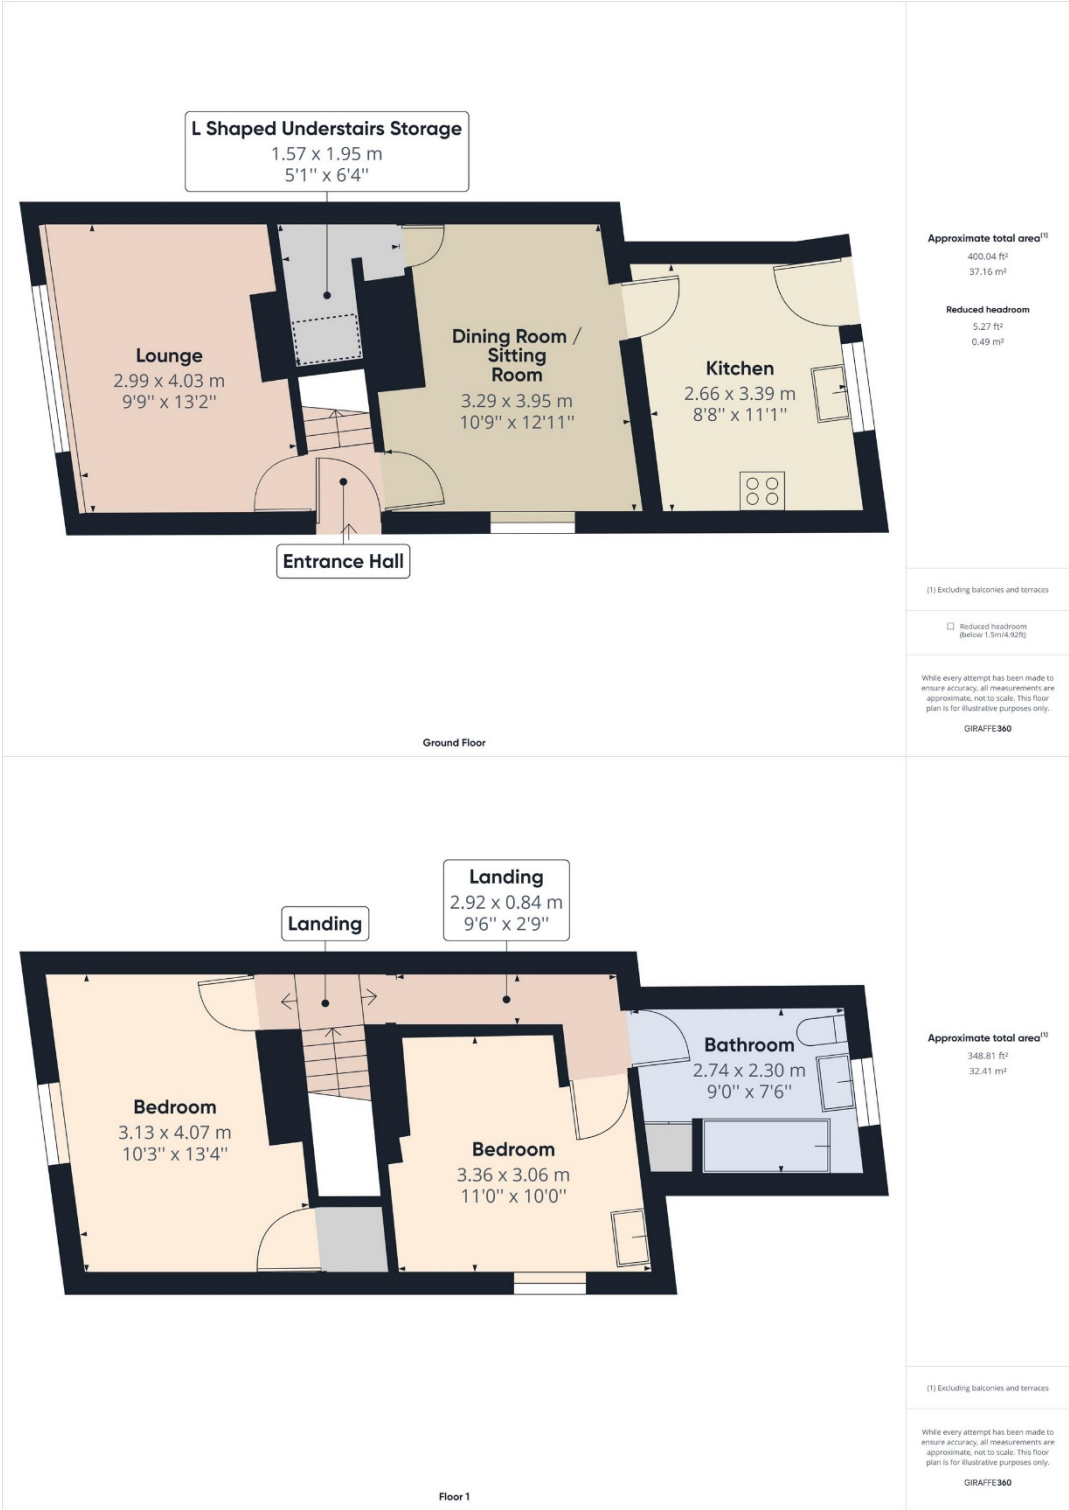 L Shaped Understairs Storage
1.57 x 1.95 m
5'1'' x 6'4''
Lounge
2.99 x 4.03 m
9'9'' x 13'2''
Dining Room /
Sitting
Room
3.29 x 3.95 m
10'9'' x 12'11''
Kitchen
2.66 x 3.39 m
8'8'' x 11'1''
Entrance Hall
Ground Floor
Approximate total area(1)
400.04 ft²
37.16 m²
Reduced headroom
5.27 ft²
0.49 m²
(1) Excluding balconies and terraces
Reduced headroom
(below 1.5m/4.92ft)
While every attempt has been made to
ensure accuracy, all measurements are
approximate, not to scale. This floor
plan is for illustrative purposes only.
GIRAFFE360
Landing
2.92 x 0.84 m
9'6'' x 2'9''
Landing
Bedroom
3.13 x 4.07 m
10'3'' x 13'4''
Bedroom
3.36 x 3.06 m
11'0'' x 10'0''
Bathroom
2.74 x 2.30 m
9'0'' x 7'6''
Floor 1
Approximate total area(1)
348.81 ft²
32.41 m²
(1) Excluding balconies and terraces
While every attempt has been made to
ensure accuracy, all measurements are
approximate, not to scale. This floor
plan is for illustrative purposes only.
GIRAFFE360